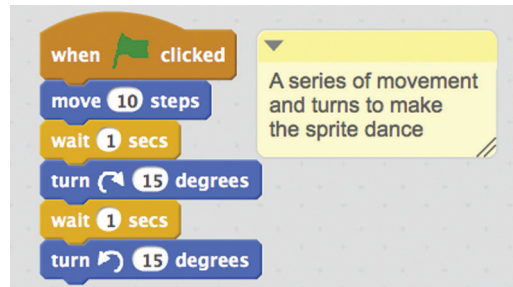 when clicked
move 10 steps
wait 1 secs
turn 15 degrees
wait 1 secs
turn 15 degrees
A series of movement
and turns to make
the sprite dance